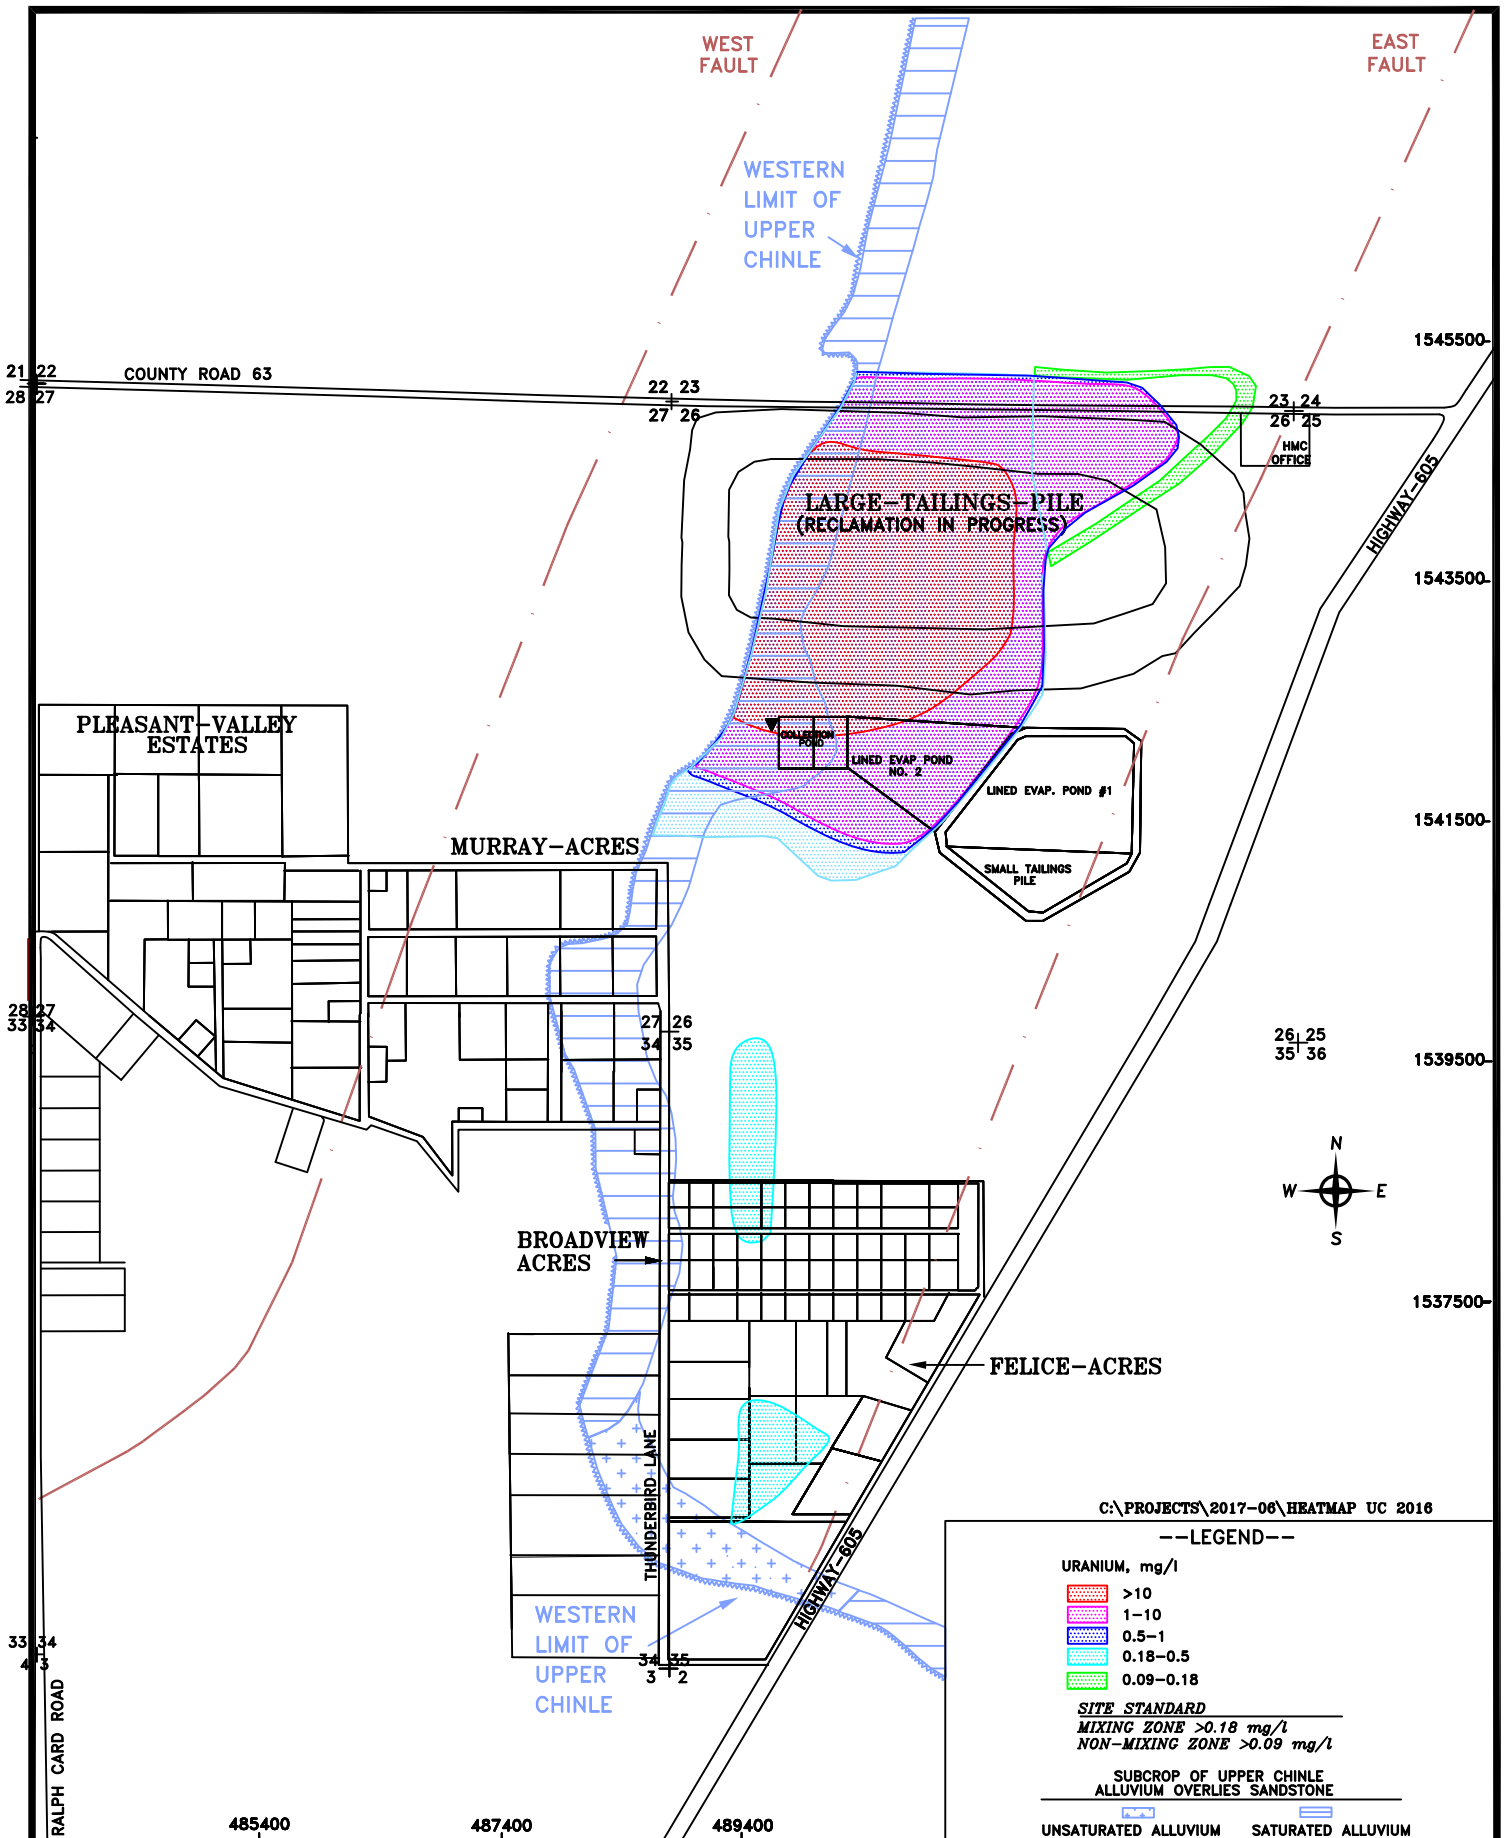 WEST
FAULT
EAST
FAULT
WESTERN
LIMIT OF
UPPER
CHINLE
1545500
21 22
28 27
COUNTY ROAD 63
22 23
27 26
23 24
26 25
HMC
OFFICE
HIGHWAY-605
LARGE-TAILINGS-PILE
(RECLAMATION IN PROGRESS)
1543500
PLEASANT-VALLEY
ESTATES
COLLECTION
POND
LINED EVAP POND
NO. 2
LINED EVAP. POND #1
1541500
MURRAY-ACRES
SMALL TAILINGS
PILE
28 27
33 34
27 26
34 35
26 25
35 36
1539500
N
W E
S
BROADVIEW
ACRES
1537500
FELICE-ACRES
THUNDERBIRD LANE
HIGHWAY-605
WESTERN
LIMIT OF
UPPER
CHINLE
33 34
4 3
34 35
3 2
RALPH CARD ROAD
485400
487400
489400
C:\PROJECTS\2017-06\HEATMAP UC 2016
--LEGEND--
URANIUM, mg/l
>10
1-10
0.5-1
0.18-0.5
0.09-0.18
SITE STANDARD
MIXING ZONE >0.18 mg/l
NON-MIXING ZONE >0.09 mg/l
SUBCROP OF UPPER CHINLE
ALLUVIUM OVERLIES SANDSTONE
UNSATURATED ALLUVIUM
SATURATED ALLUVIUM